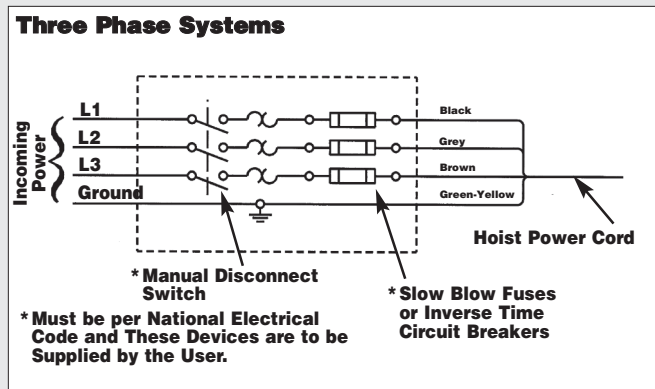 Three Phase Systems
Incoming
Power
L1
L2
L3
Ground
Black
Grey
Brown
Green-Yellow
Hoist Power Cord
* Manual Disconnect
Switch
* Slow Blow Fuses
or Inverse Time
Circuit Breakers
* Must be per National Electrical
Code and These Devices are to be
Supplied by the User.